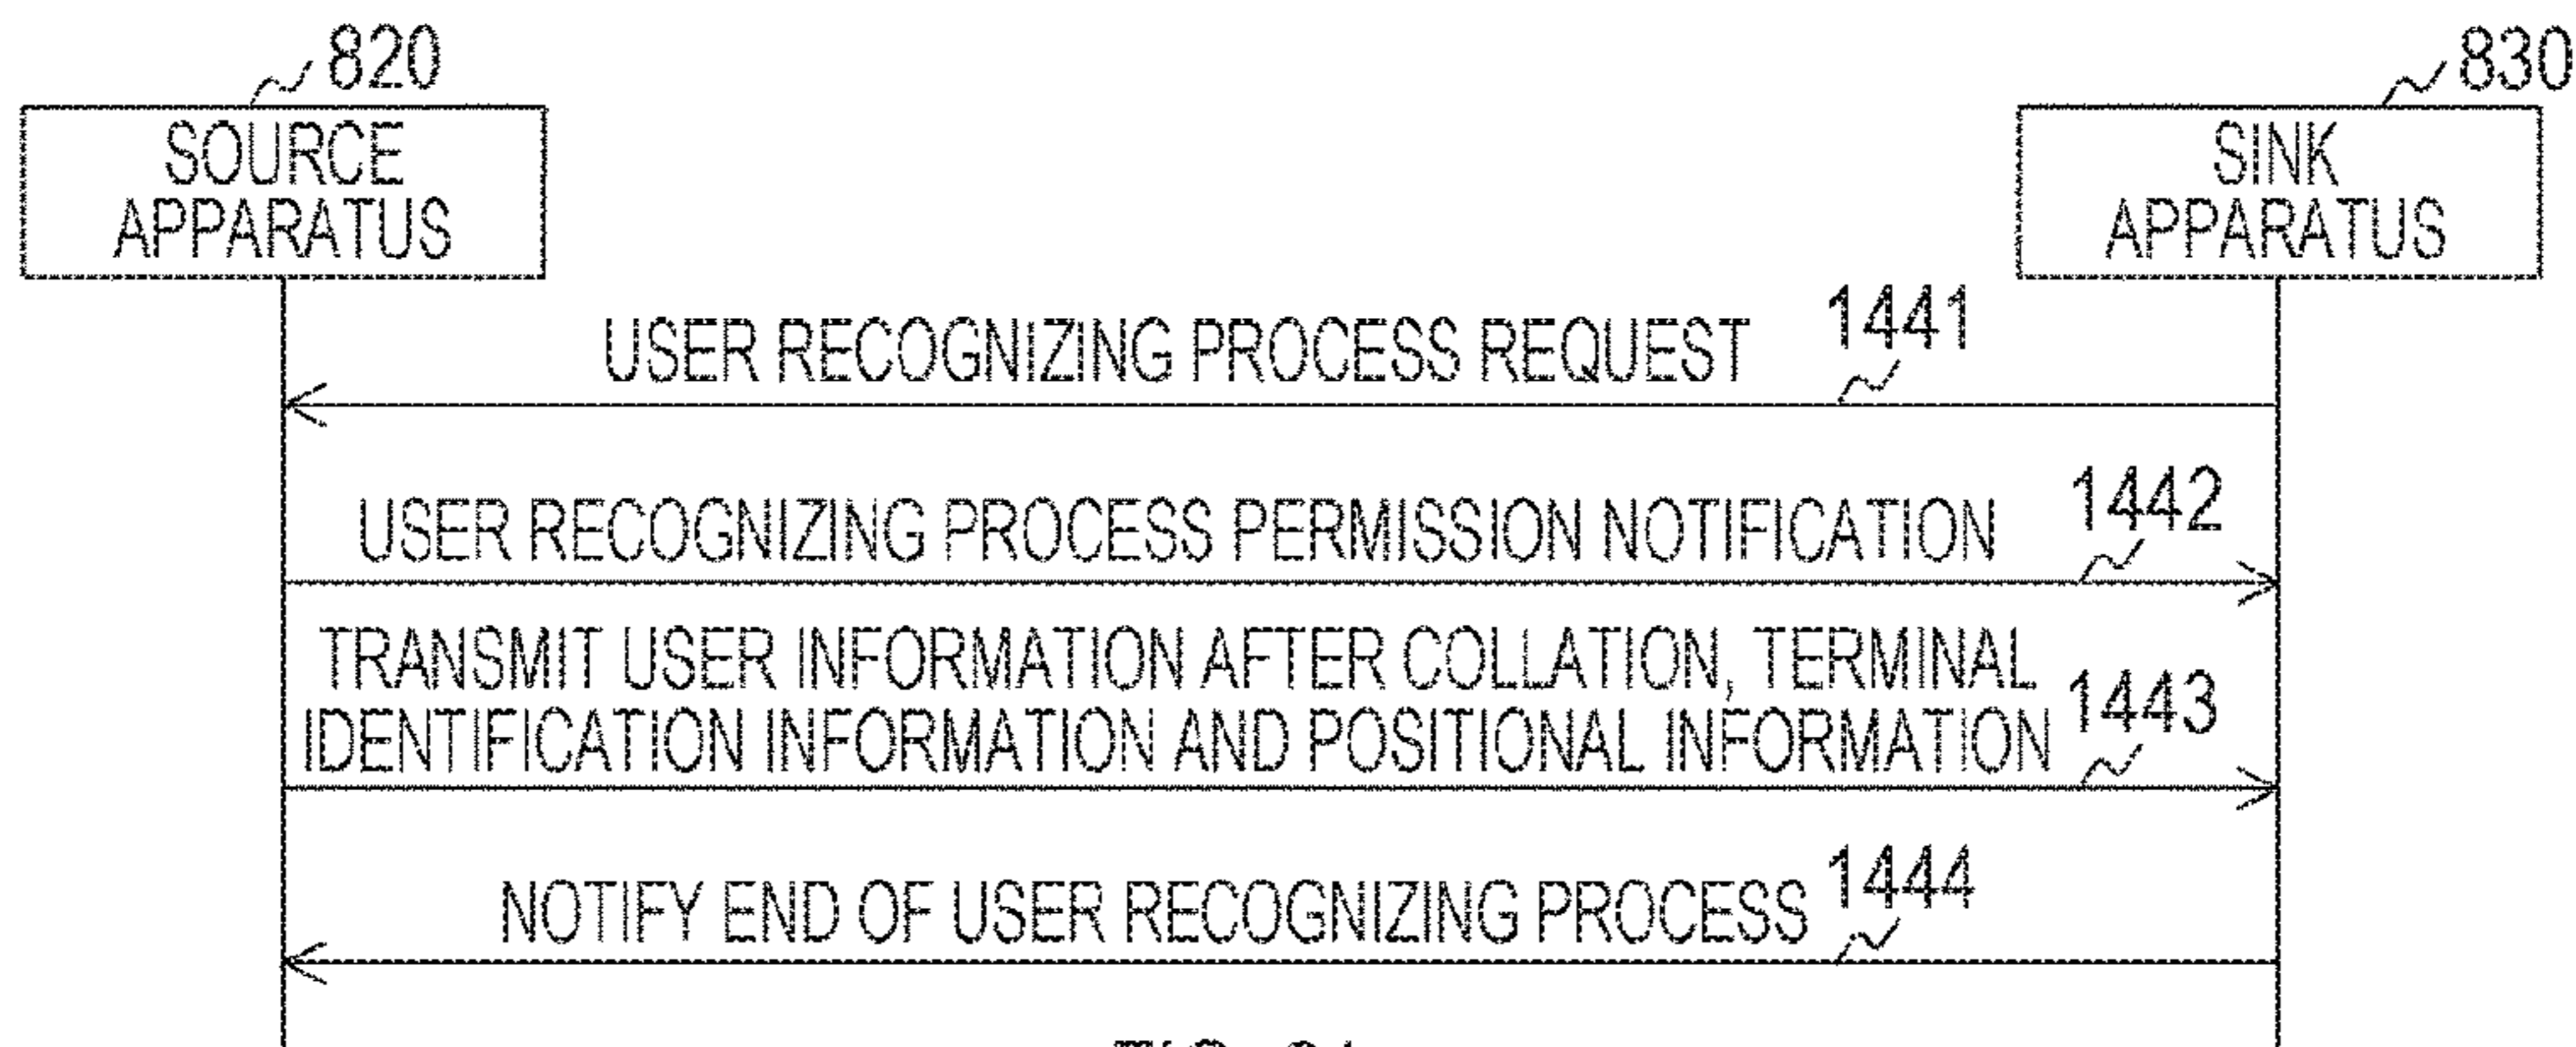 820
830
SOURCE
APPARATUS
SINK
APPARATUS
1441
USER RECOGNIZING PROCESS REQUEST
1442
USER RECOGNIZING PROCESS PERMISSION NOTIFICATION
TRANSMIT USER INFORMATION AFTER COLLATION, TERMINAL
IDENTIFICATION INFORMATION AND POSITIONAL INFORMATION
1443
NOTIFY END OF USER RECOGNIZING PROCESS
1444